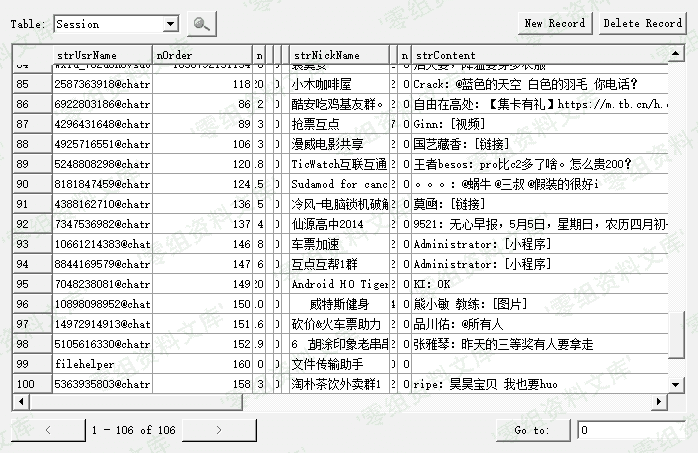 Table: Session New Record Delete Record
strUsrName nOrder n strNickName n strContent
85 2587363918@chatr 118 20 小木咖啡屋 2 0 Crack: @蓝色的天空 白色的羽毛 你电话?
86 6922803186@chatr 86 2 酷安吃鸡基友群。 2 0 自由在高处: 【集卡有礼】https://m.tb.cn/h.
87 4296431648@chatr 89 3 抢票互点 7 0 Ginn: [视频]
88 4925716551@chatr 106 3 漫威电影共享 2 0 国艺藏香: [链接]
89 5248808298@chatr 120 .8 TicWatch互联互通 2 0 王者besos: pro比c2多了啥。怎么贵200?
90 8181847459@chatr 124 .5 Sudamod for canc 2 0 。。。: @蜗牛 @三叔 @假装的很好i
91 4388162710@chatr 136 5 冷风-电脑锁机破解 2 0 莫邪: [链接]
92 7347536982@chatr 137 4 仙源高中2014 2 0 9521: 无心早报，5月5日，星期日，农历四月初
93 10661214383@chat 146 8 车票加速 2 0 Administrator: [小程序]
94 8844169579@chatr 147 6 互点互帮1群 2 0 Administrator: [小程序]
95 7048238081@chatr 149 20 Android HO Tiger 2 0 KI: OK
96 10898098952@chat 150 .0 威特斯健身 4 0 熊小敏 教练: [图片]
97 14972914913@chat 151 .6 砍价&火车票助力 2 0 品川佑: @所有人
98 5105616330@chatr 152 .9 6 胡涂印象老串串 2 0 张雅琴: 昨天的三等奖有人要拿走
99 filehelper 160 0 文件传输助手 0 0
100 5363935803@chatr 158 3 淘朴茶饮外卖群1 2 0 ripe: 昊昊宝贝 我也要huo
< 1 - 106 of 106 > Go to: 0
零组资料文库